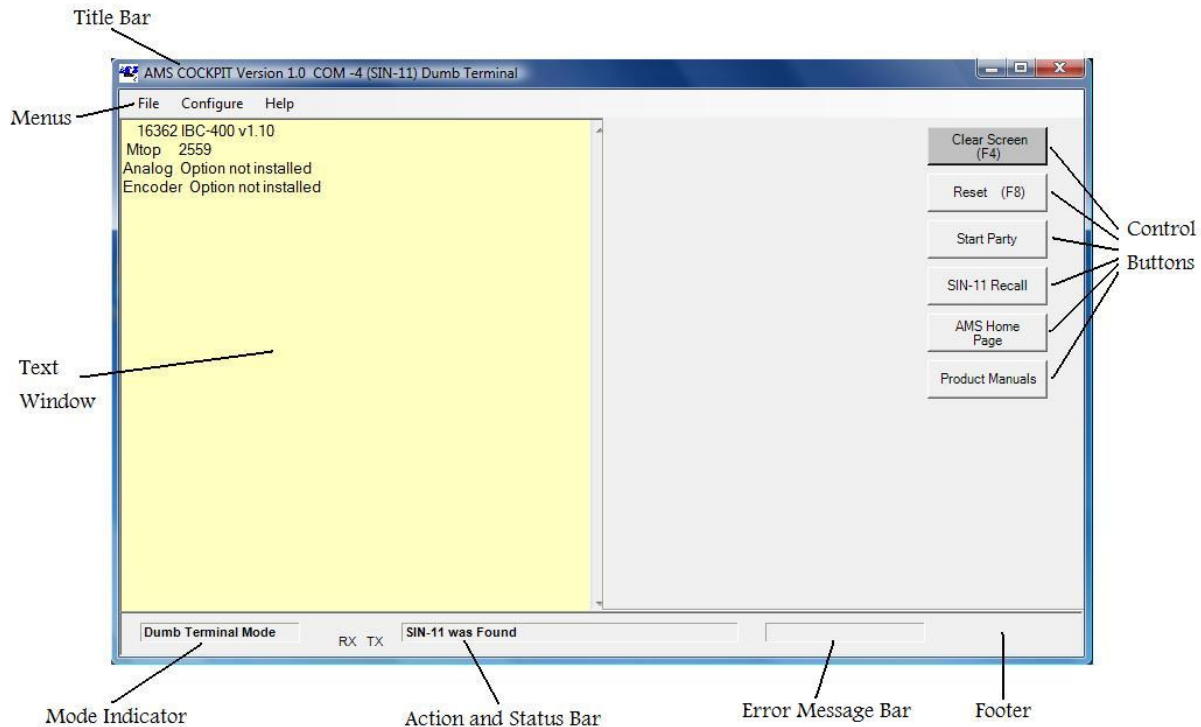 Title Bar
AMS COCKPIT Version 1.0 COM -4 (SIN-11) Dumb Terminal
Menus
File Configure Help
16362 IBC-400 v1.10
Mtop 2559
Analog Option not installed
Encoder Option not installed
Clear Screen
(F4)
Reset (F8)
Start Party
SIN-11 Recall
AMS Home
Page
Product Manuals
Control
Buttons
Text
Window
Dumb Terminal Mode
RX TX
SIN-11 was Found
Mode Indicator
Action and Status Bar
Error Message Bar
Footer